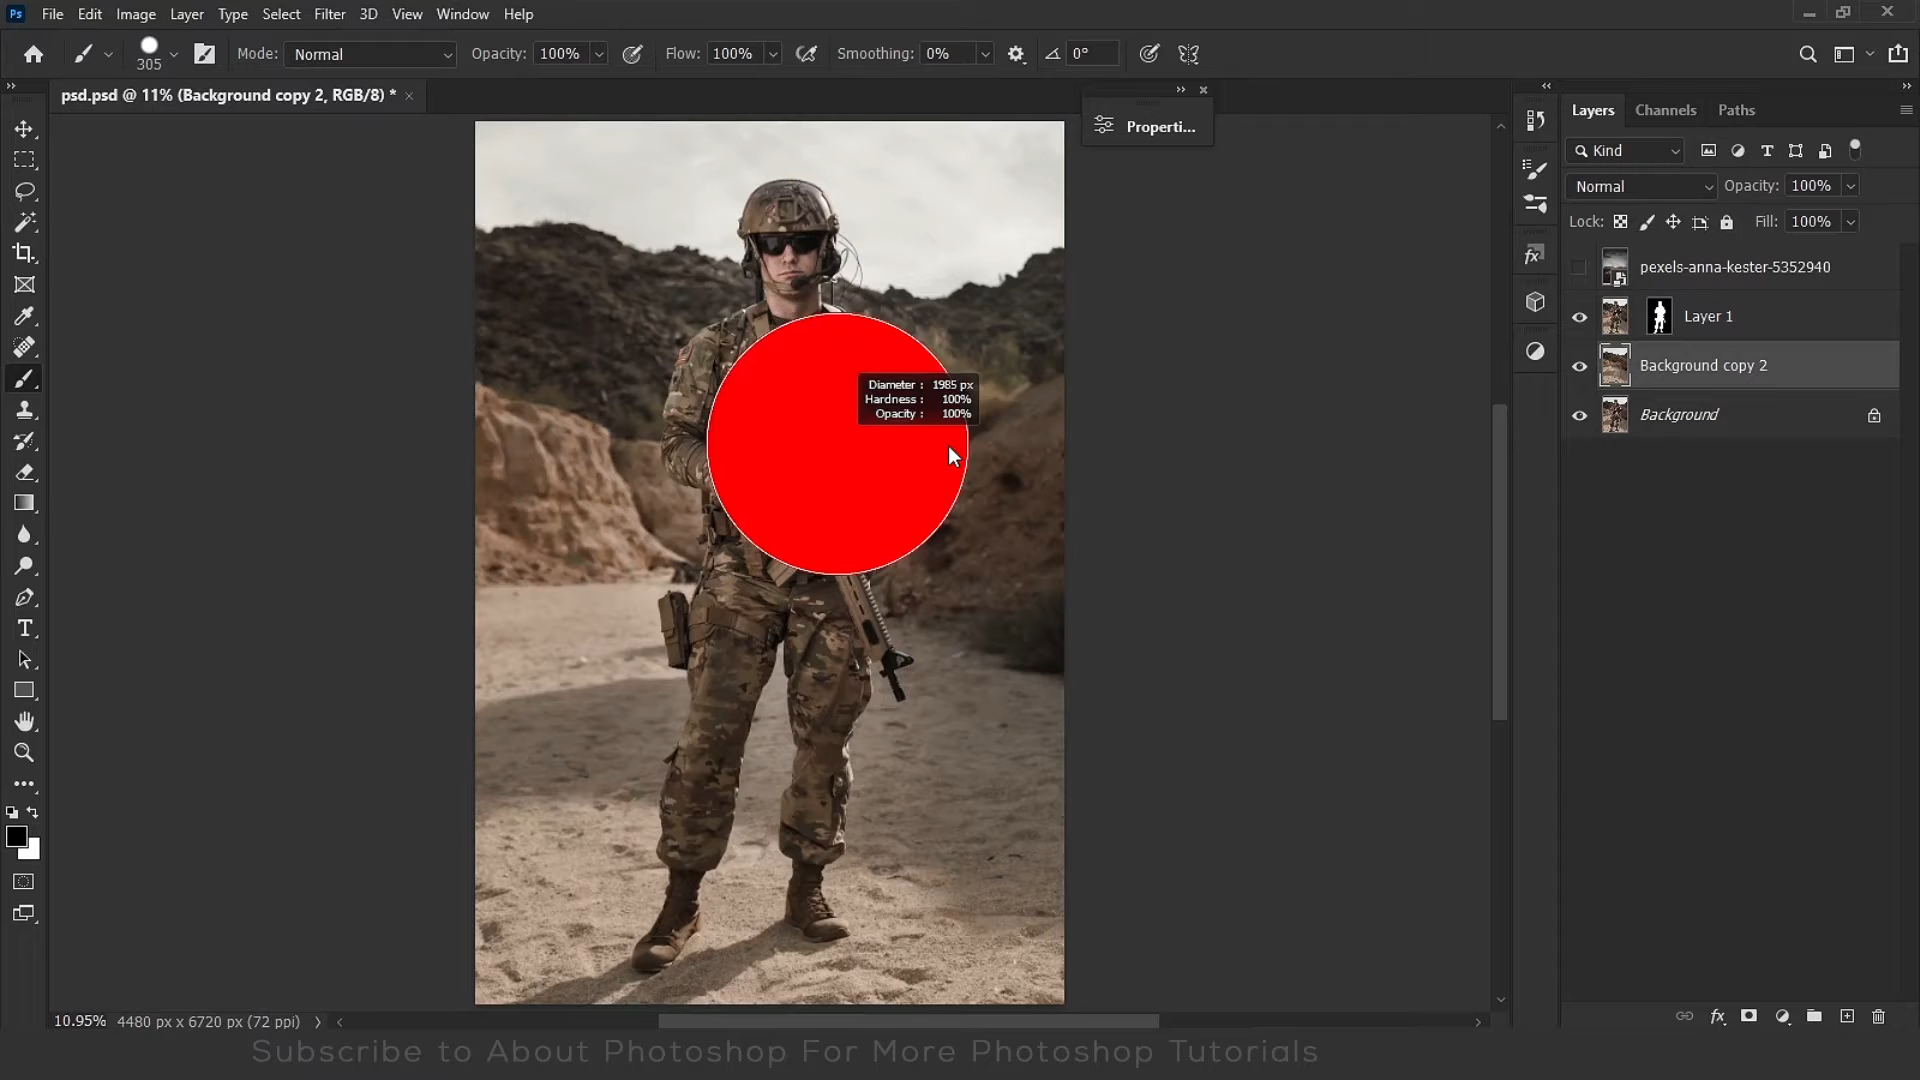 Ps File Edit Image Layer Type Select Filter 3D View Window Help
305 Mode: Normal Opacity: 100% Flow: 100% Smoothing: 0% 0°
psd.psd @ 11% (Background copy 2, RGB/8) *
Properti...
Layers Channels Paths
Kind
Normal Opacity: 100%
Lock: Fill: 100%
pexels-anna-kester-5352940
Layer 1
Background copy 2
Background
Diameter : 1985 px
Hardness : 100%
Opacity : 100%
10.95% 4480 px x 6720 px (72 ppi)
Subscribe to About Photoshop For More Photoshop Tutorials